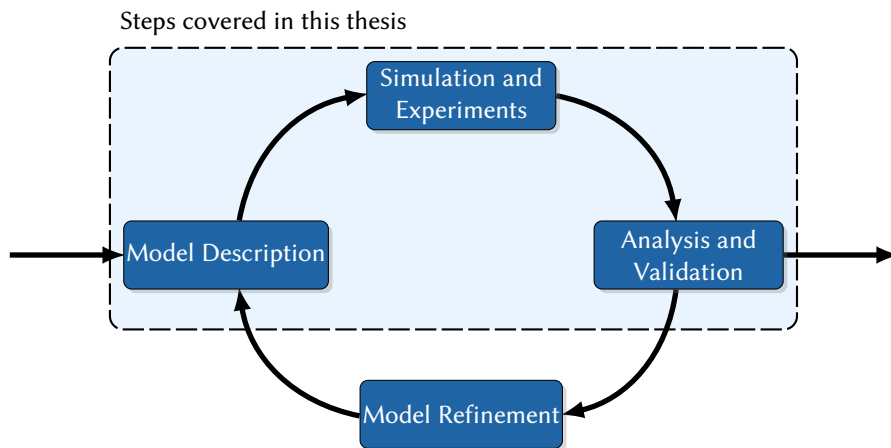 Steps covered in this thesis
Simulation and
Experiments
Model Description
Analysis and
Validation
Model Refinement